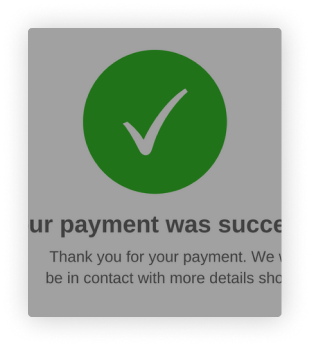 ur payment was succe
Thank you for your payment. We
be in contact with more details sho